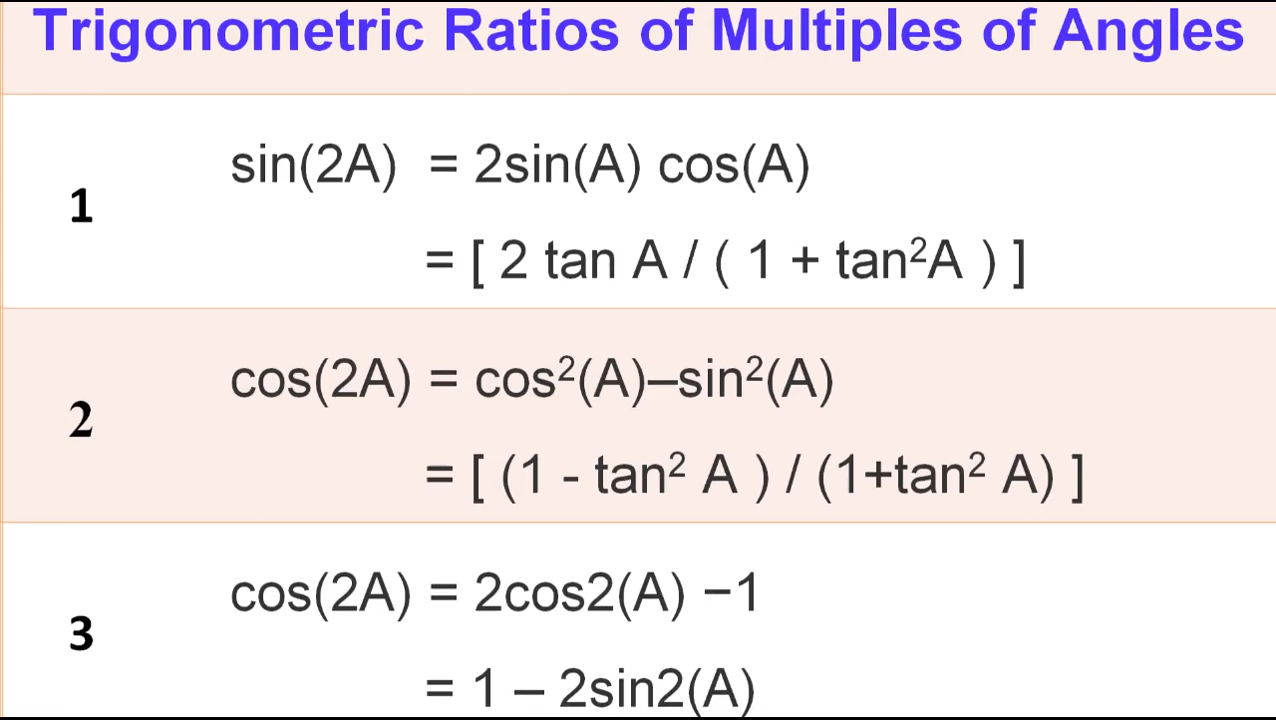 Trigonometric Ratios of Multiples of Angles
1
sin(2A) = 2sin(A) cos(A)
= [ 2 tan A / ( 1 + tan²A ) ]
2
cos(2A) = cos²(A)–sin²(A)
= [ (1 - tan² A ) / (1+tan² A) ]
3
cos(2A) = 2cos2(A) −1
= 1 – 2sin2(A)